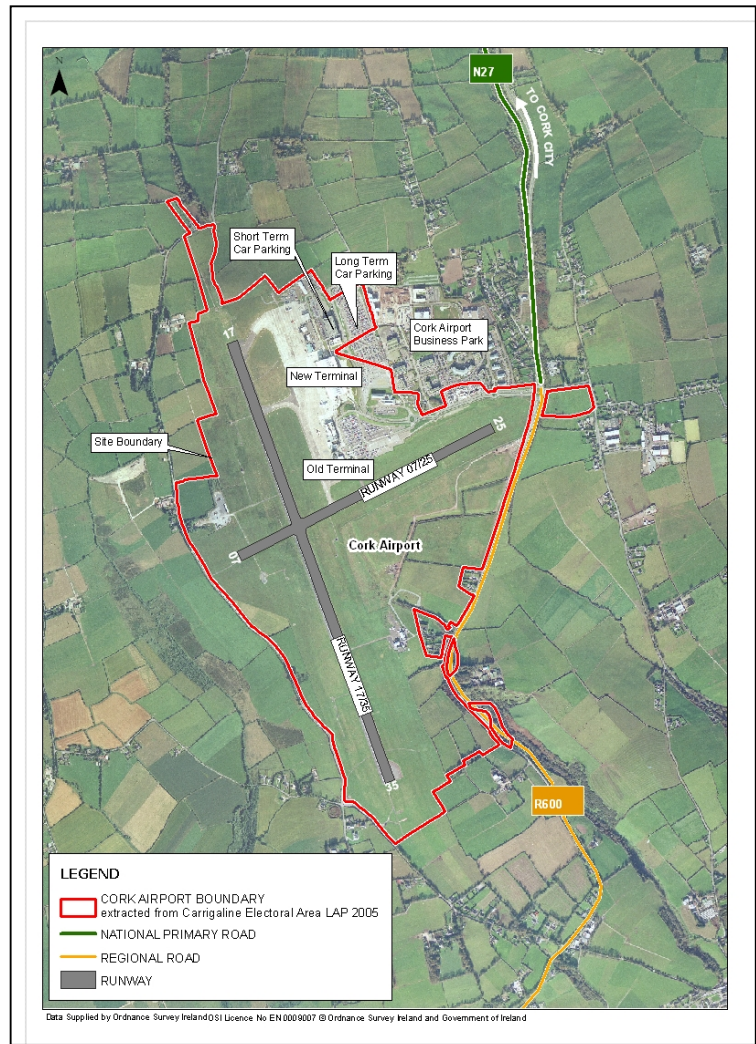 N
N27
TO CORK CITY
Short Term
Car Parking
Long Term
Car Parking
17
Cork Airport
Business Park
New Terminal
25
Site Boundary
Old Terminal
RUNWAY 07/25
Cork Airport
07
RUNWAY 17/35
35
R600
LEGEND
CORK AIRPORT BOUNDARY
extracted from Carrigaline Electoral Area LAP 2005
NATIONAL PRIMARY ROAD
REGIONAL ROAD
RUNWAY
Data Supplied by Ordnance Survey Ireland OSI Licence No EN 0009007 © Ordnance Survey Ireland and Government of Ireland